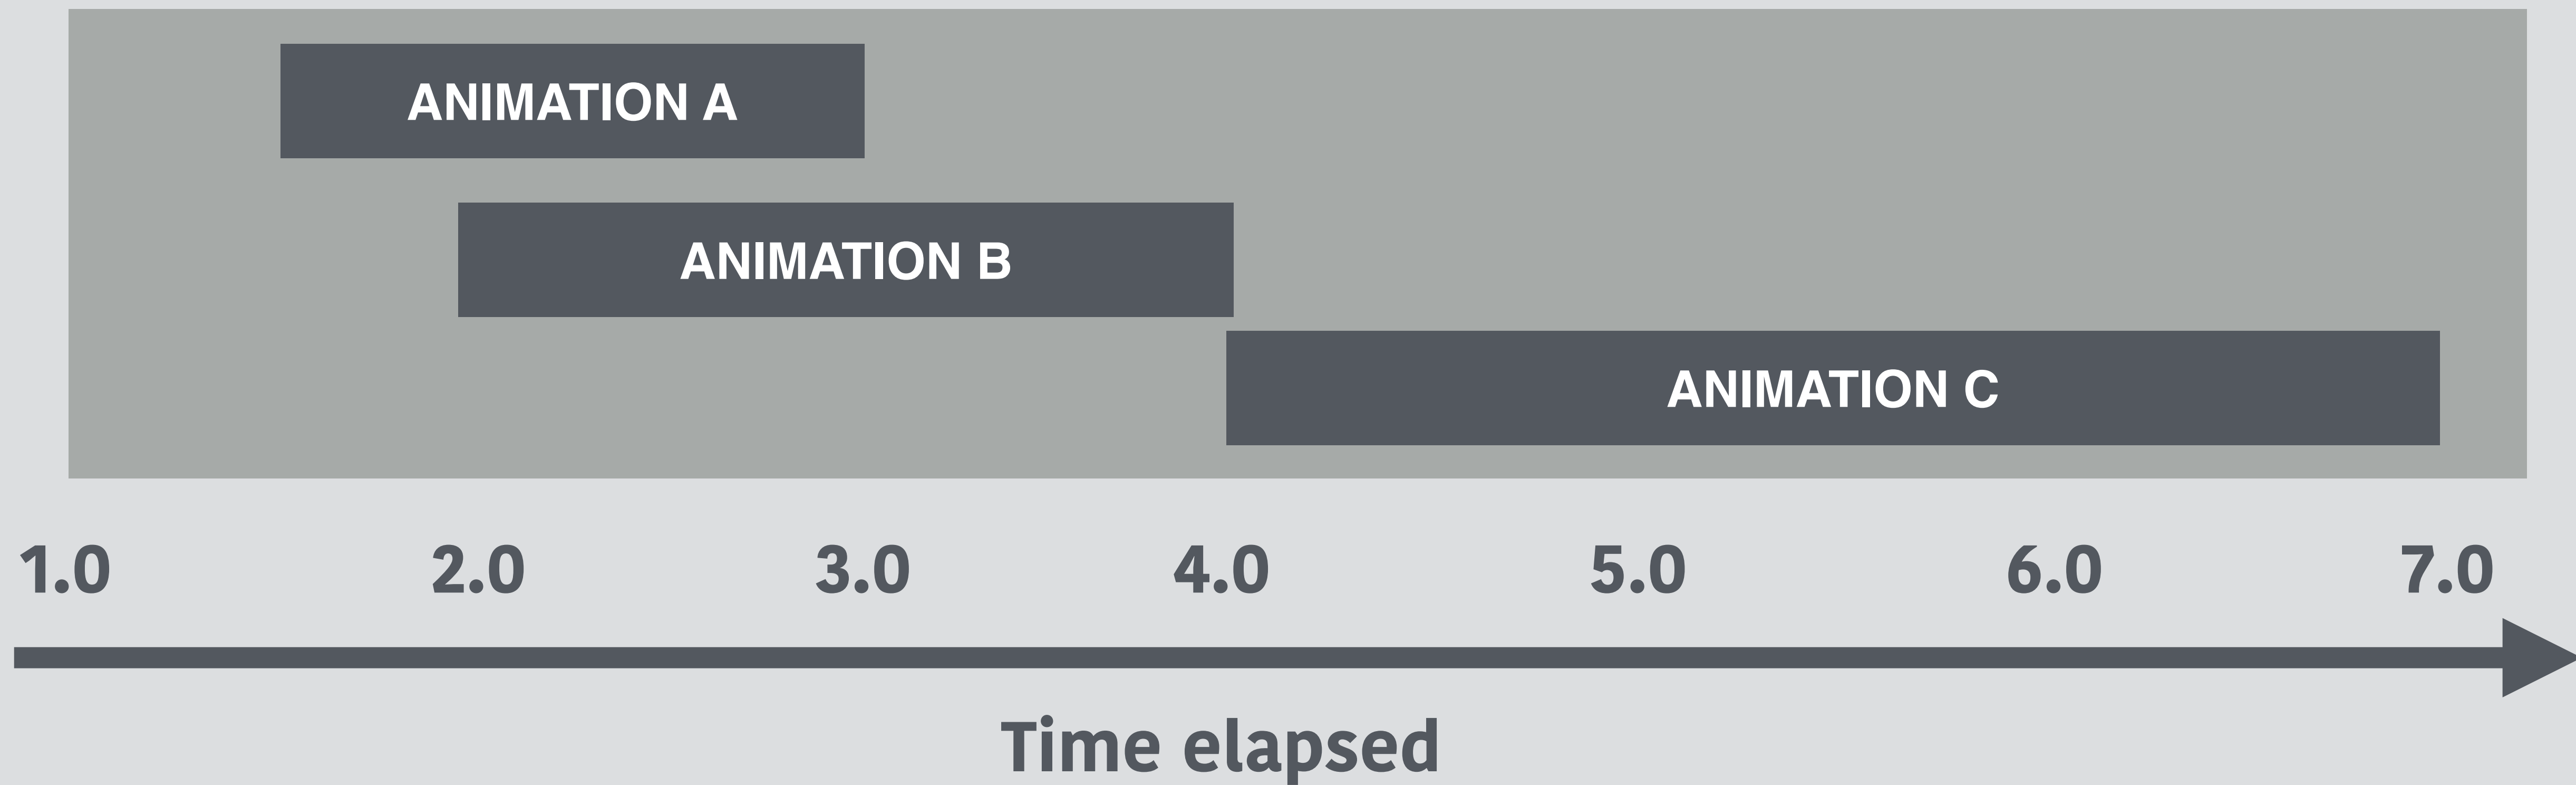 ANIMATION A
ANIMATION B
ANIMATION C
1.0 2.0 3.0 4.0 5.0 6.0 7.0
Time elapsed